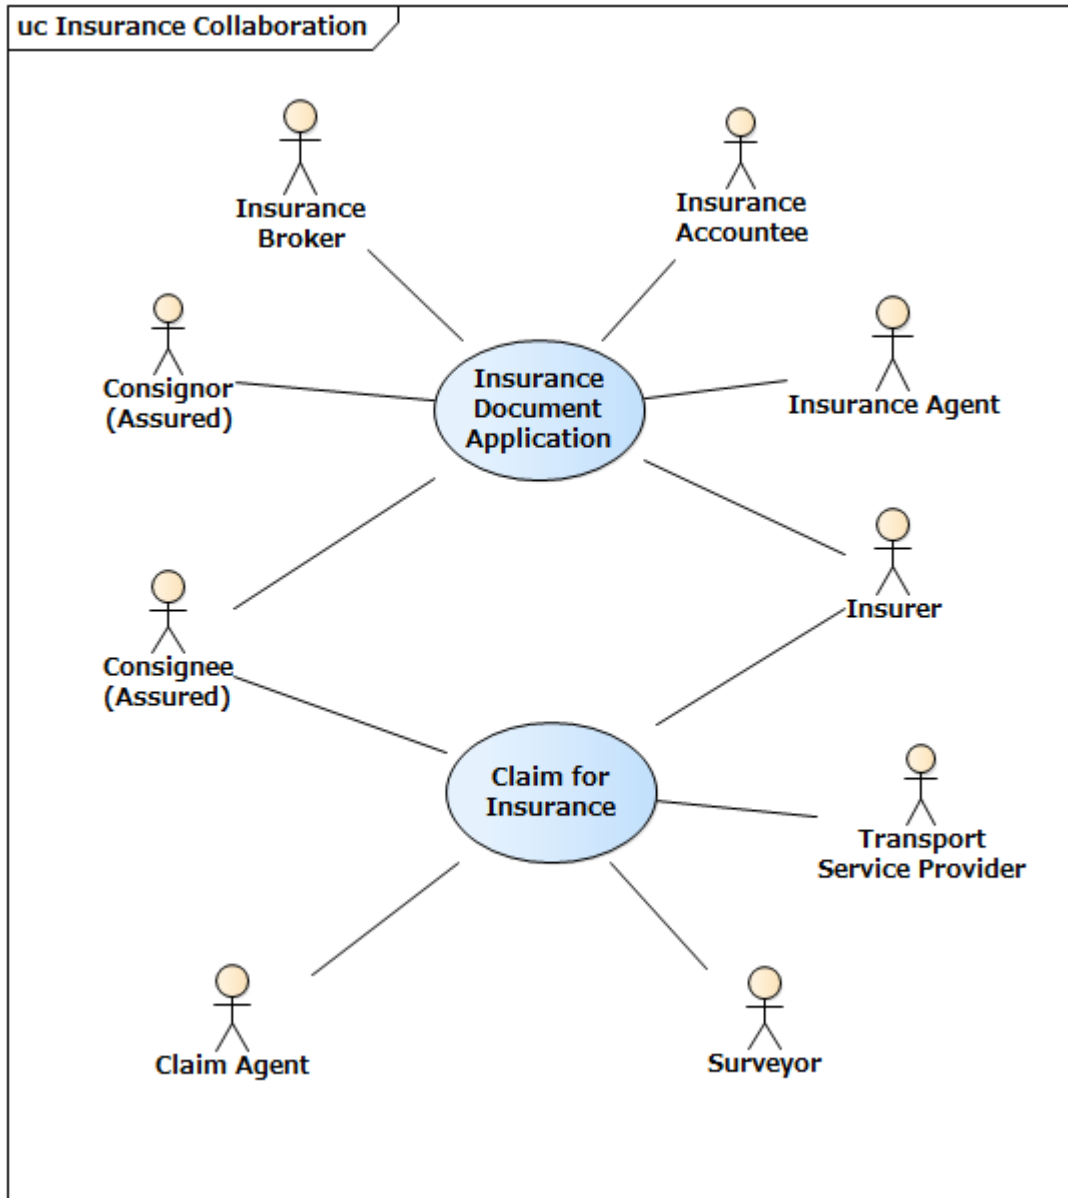 uc Insurance Collaboration
Insurance
Broker
Insurance
Accountee
Consignor
(Assured)
Insurance
Document
Application
Insurance Agent
Insurer
Consignee
(Assured)
Claim for
Insurance
Transport
Service Provider
Claim Agent
Surveyor